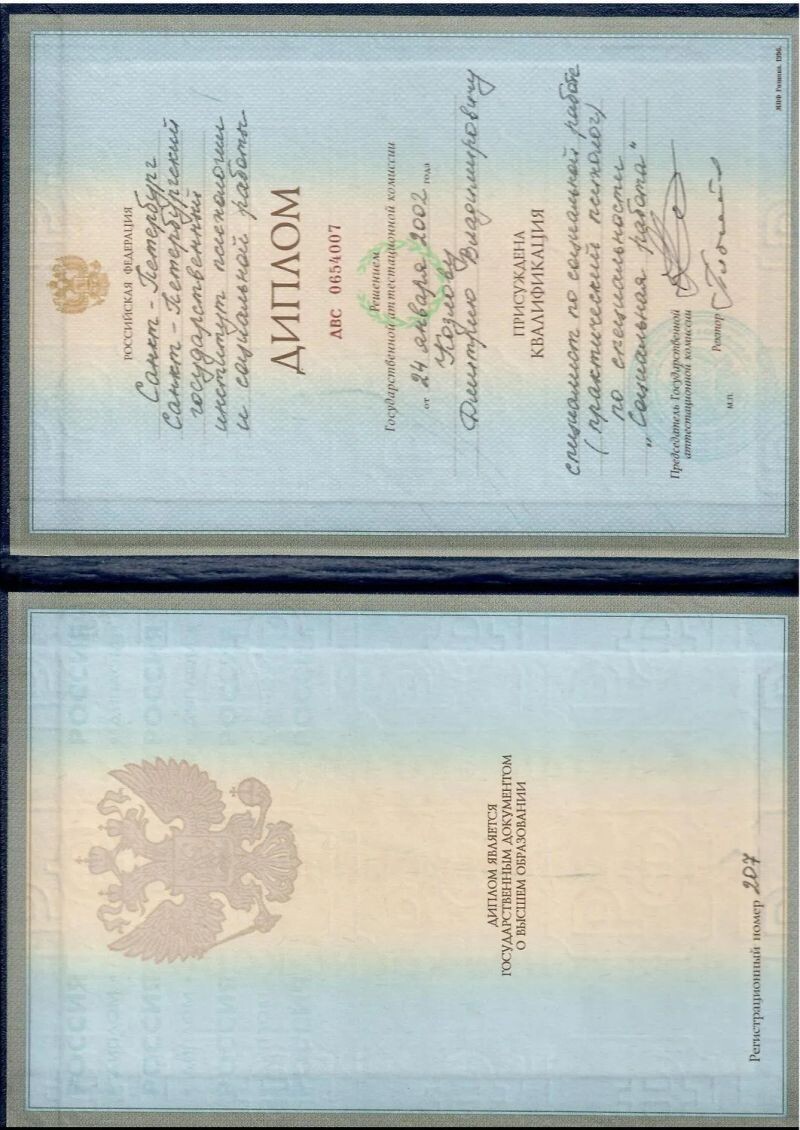 ДИПЛОМ ЯВЛЯЕТСЯ
ГОСУДАРСТВЕННЫМ ДОКУМЕНТОМ
О ВЫСШЕМ ОБРАЗОВАНИИ
Регистрационный номер 207
РОССИЙСКАЯ ФЕДЕРАЦИЯ
Санкт-Петербург
Санкт-Петербургский
государственный
институт психологии
и социальной работы
ДИПЛОМ
АВС 0654007
Решением
Государственной аттестационной комиссии
от 24 января 2002 года
Козлову
Дмитрию Владимировичу
ПРИСУЖДЕНА
КВАЛИФИКАЦИЯ
специалист по социальной работе
(практический психолог)
по специальности
„Социальная работа“
Председатель Государственной
аттестационной комиссии
Ректор
М.П.